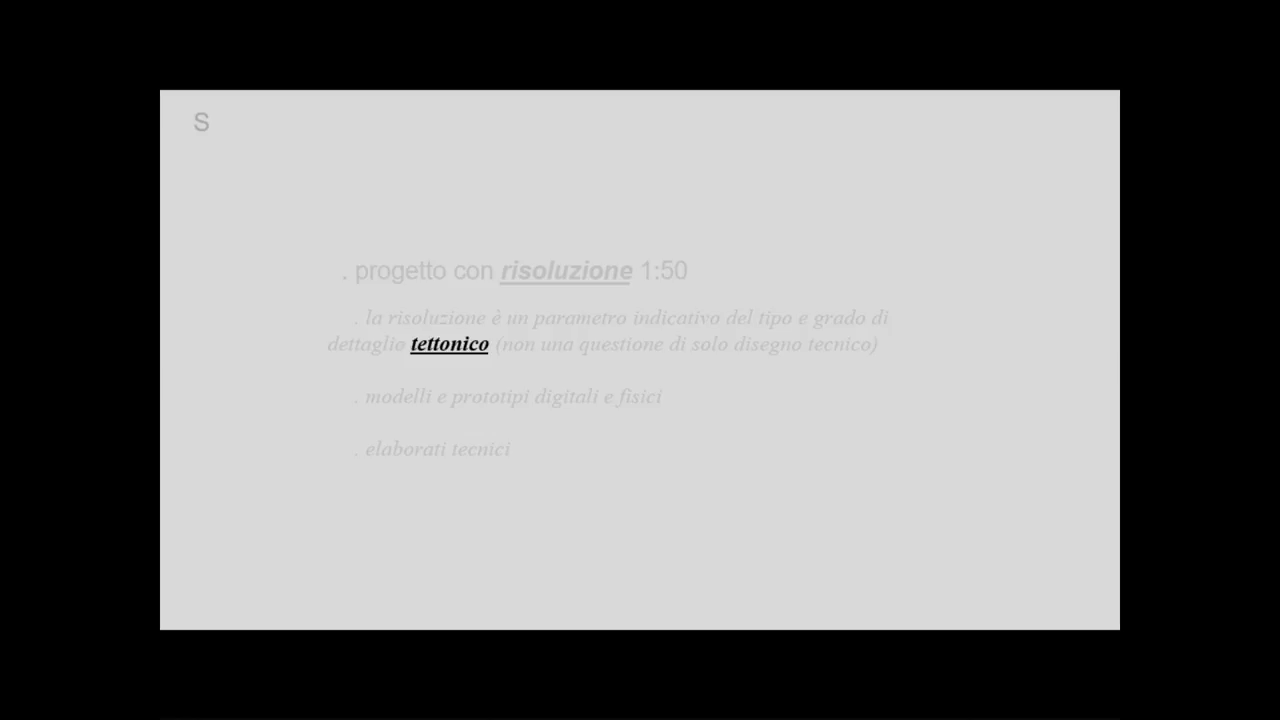 S
. progetto con risoluzione 1:50
. la risoluzione è un parametro indicativo del tipo e grado di
dettaglio tettonico (non una questione di solo disegno tecnico)
. modelli e prototipi digitali e fisici
. elaborati tecnici